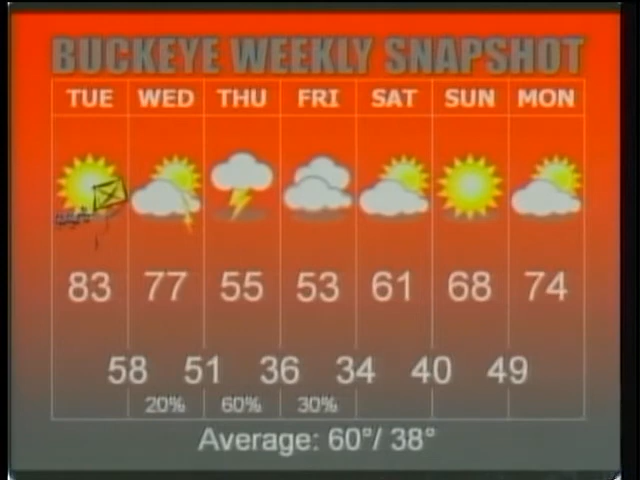 BUCKEYE WEEKLY SNAPSHOT
TUE WED THU FRI SAT SUN MON
83 77 55 53 61 68 74
58 51 36 34 40 49
20% 60% 30%
Average: 60°/ 38°